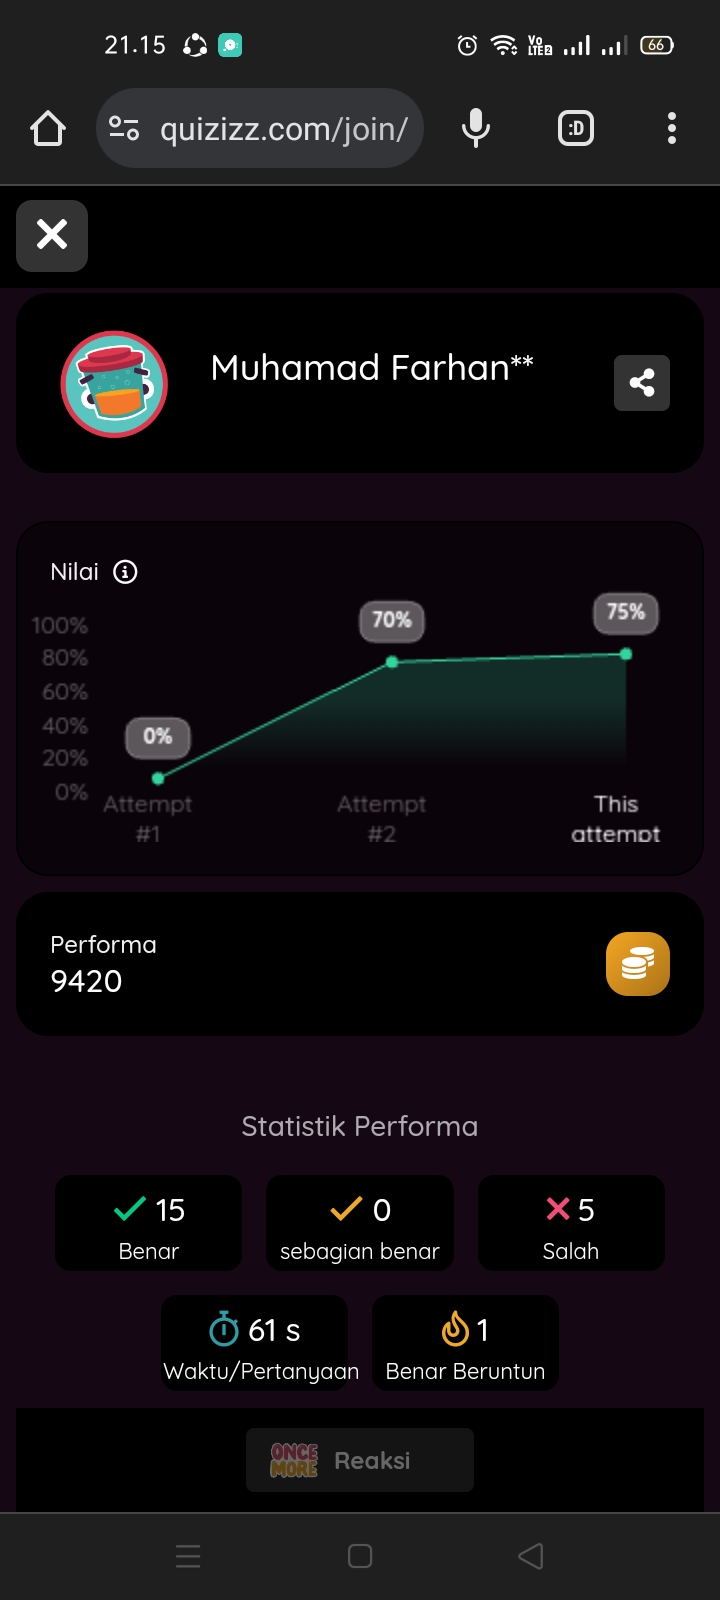 21.15
Vo
LTE2
66
quizizz.com/join/
:D
Muhamad Farhan**
Nilai
100%
80%
60%
40%
20%
0%
0%
70%
75%
Attempt
#1
Attempt
#2
This
attempt
Performa
9420
Statistik Performa
15
Benar
0
sebagian benar
5
Salah
61 s
Waktu/Pertanyaan
1
Benar Beruntun
ONCE
MORE
Reaksi